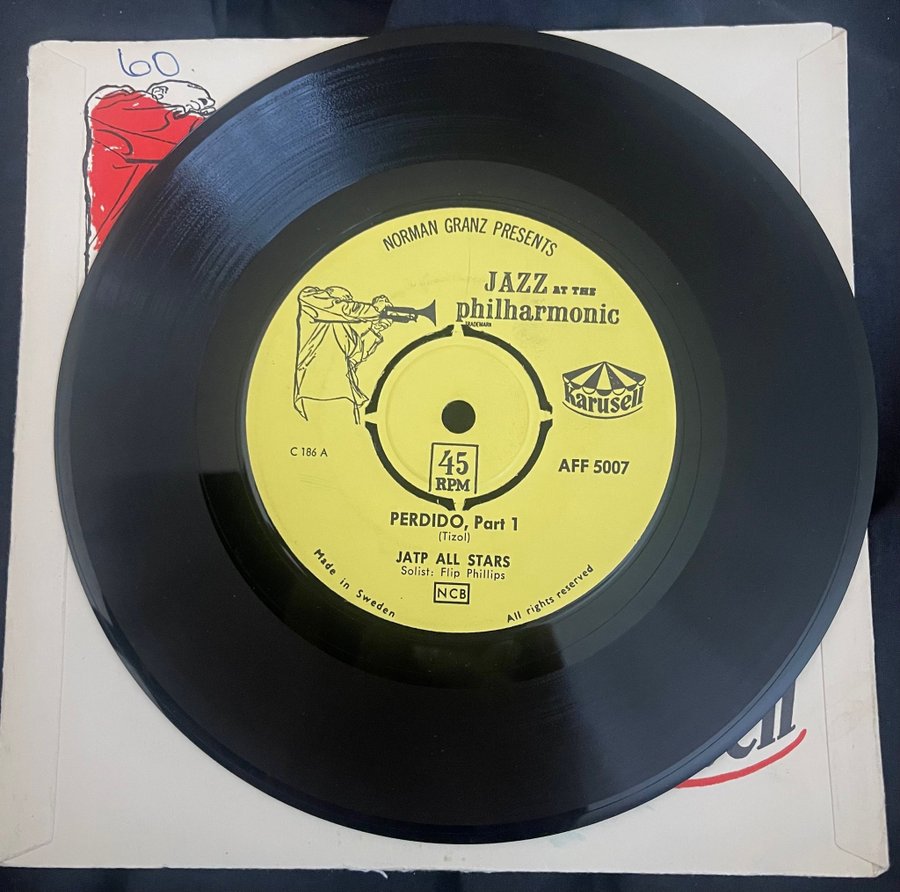 60
NORMAN GRANZ PRESENTS
JAZZ AT THE
philharmonic
TRADEMARK
Karusell
C 186 A
45
RPM
AFF 5007
PERDIDO, Part 1
(Tizol)
JATP ALL STARS
Solist: Flip Phillips
NCB
Made in Sweden
All rights reserved
ell